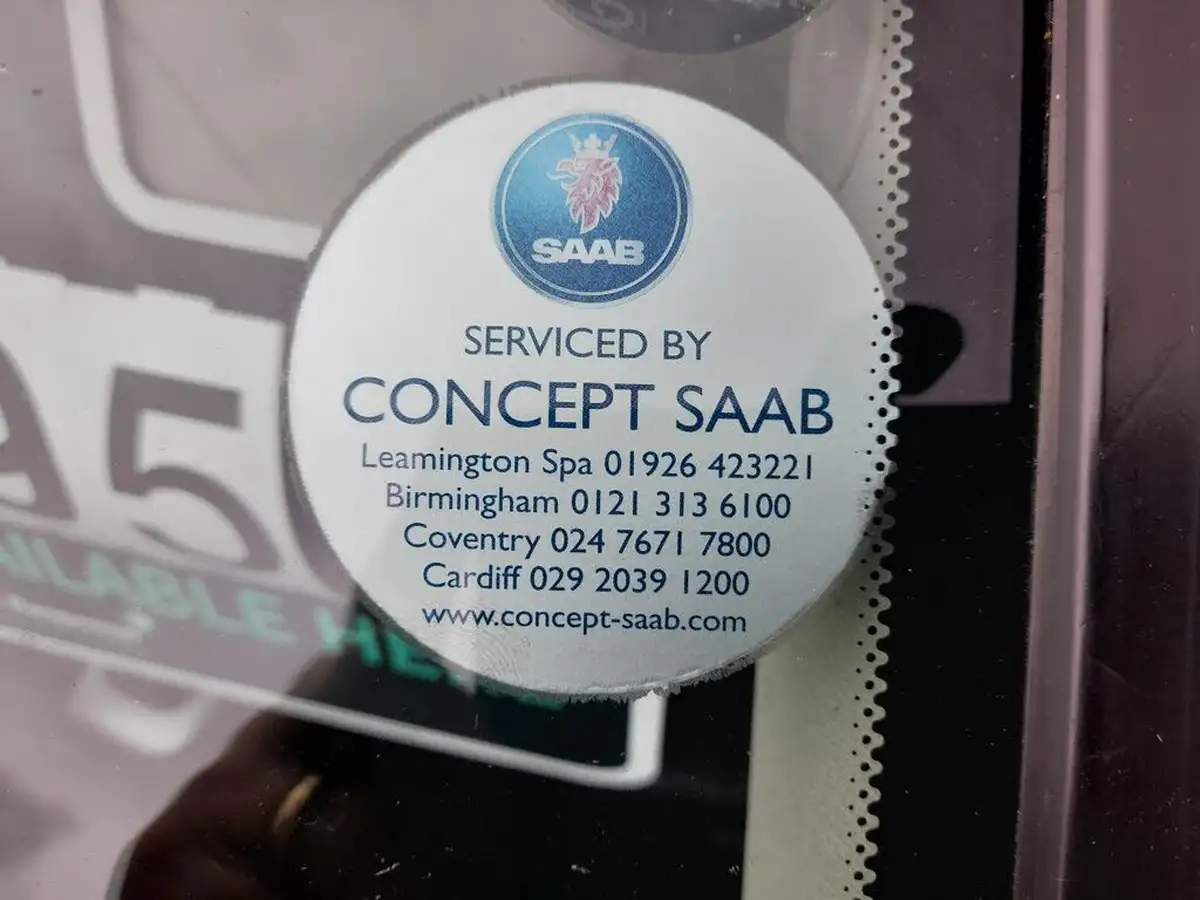 SAAB
SERVICED BY
CONCEPT SAAB
Leamington Spa 01926 423221
Birmingham 0121 313 6100
Coventry 024 7671 7800
Cardiff 029 2039 1200
www.concept-saab.com
5